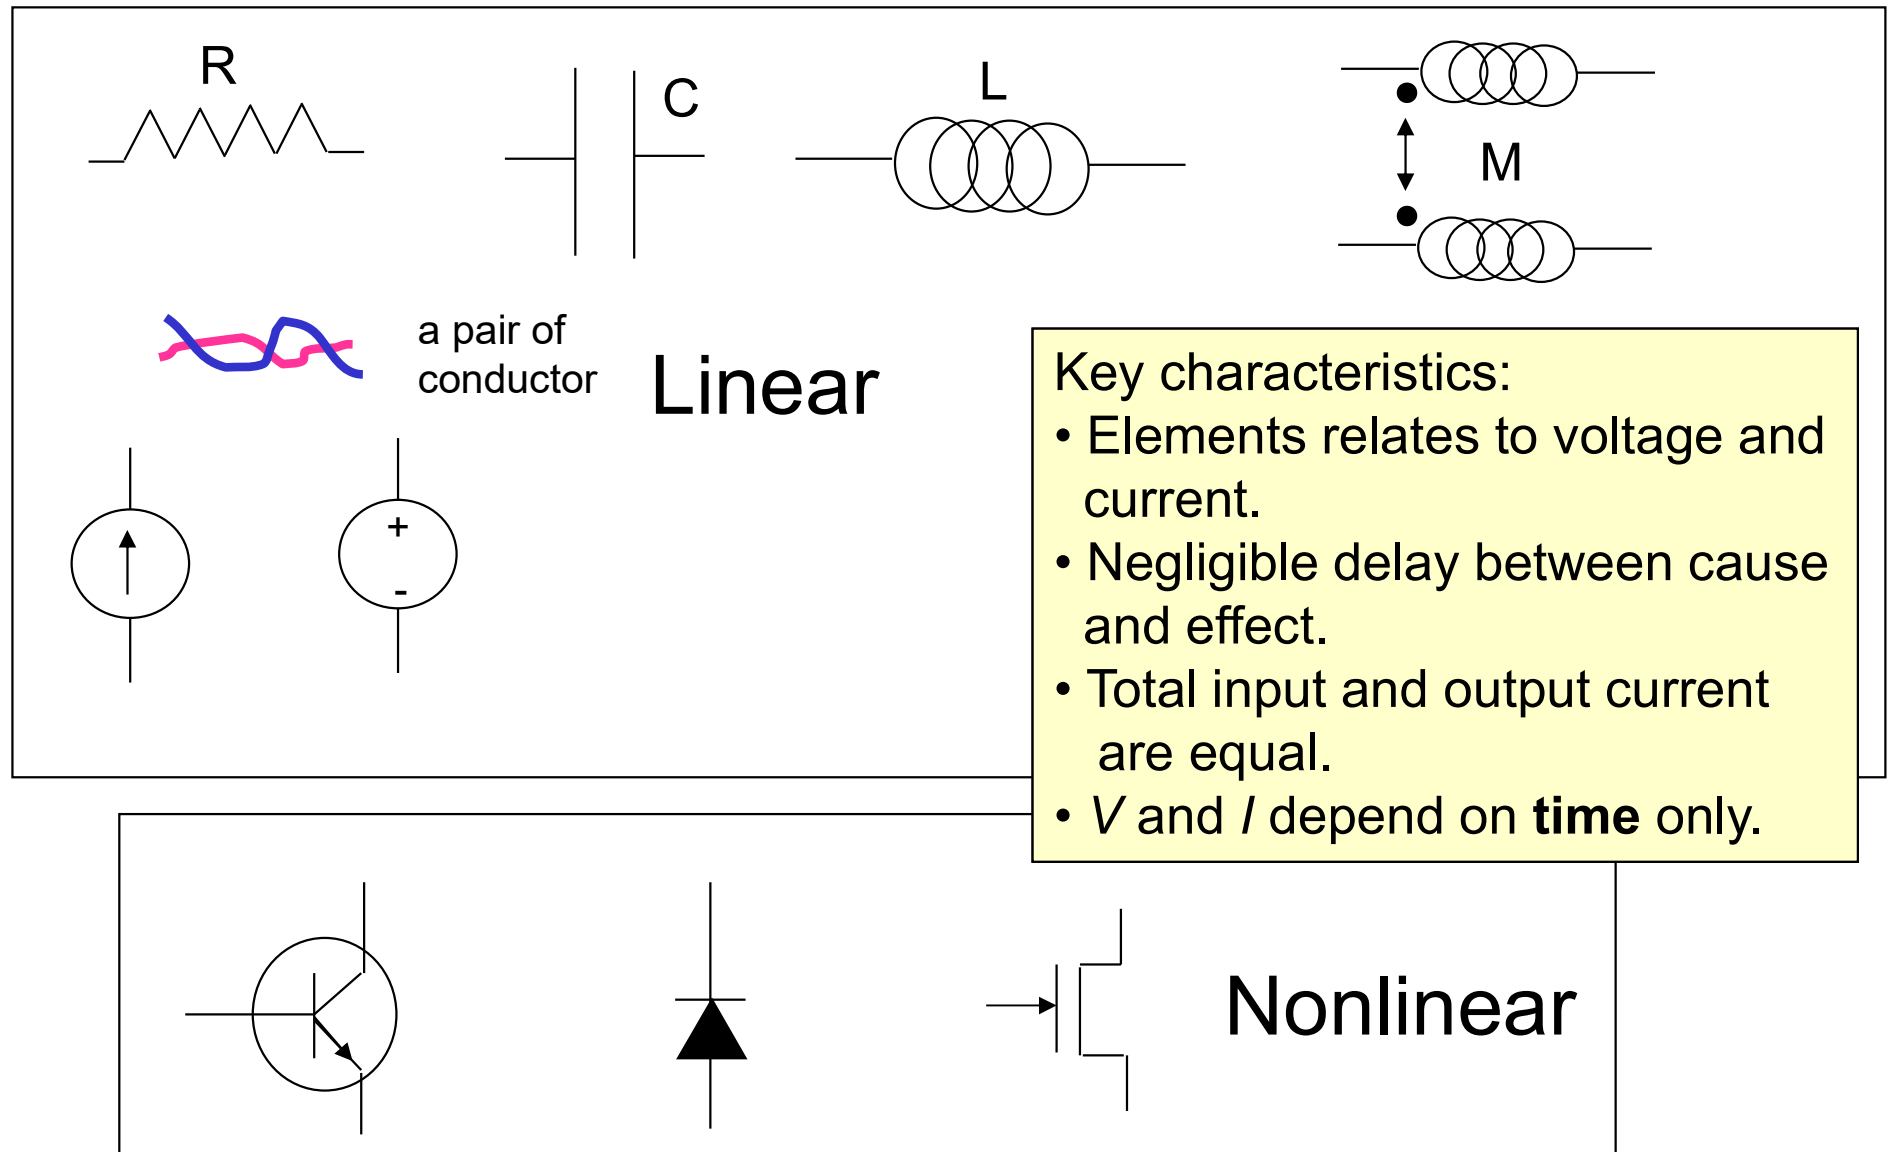 R
C
L
M
a pair of
conductor
Linear
+
-
Key characteristics:
• Elements relates to voltage and
current.
• Negligible delay between cause
and effect.
• Total input and output current
are equal.
• V and I depend on time only.
Nonlinear